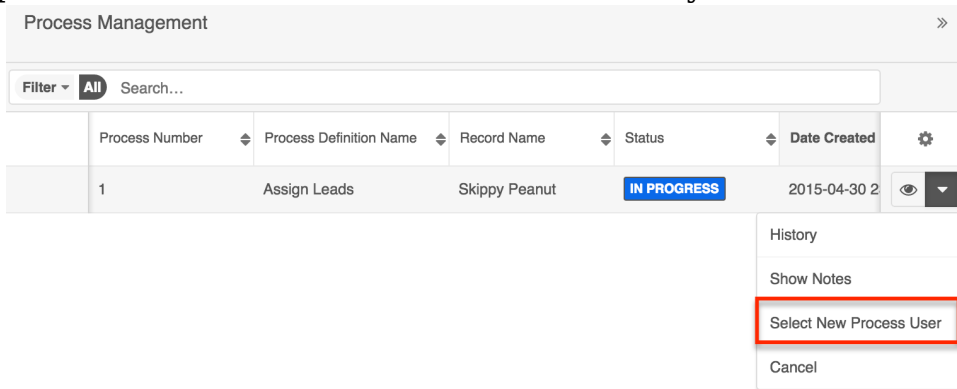 Process Management
Filter All Search...
Process Number Process Definition Name Record Name Status Date Created
1 Assign Leads Skippy Peanut IN PROGRESS 2015-04-30 2
History
Show Notes
Select New Process User
Cancel